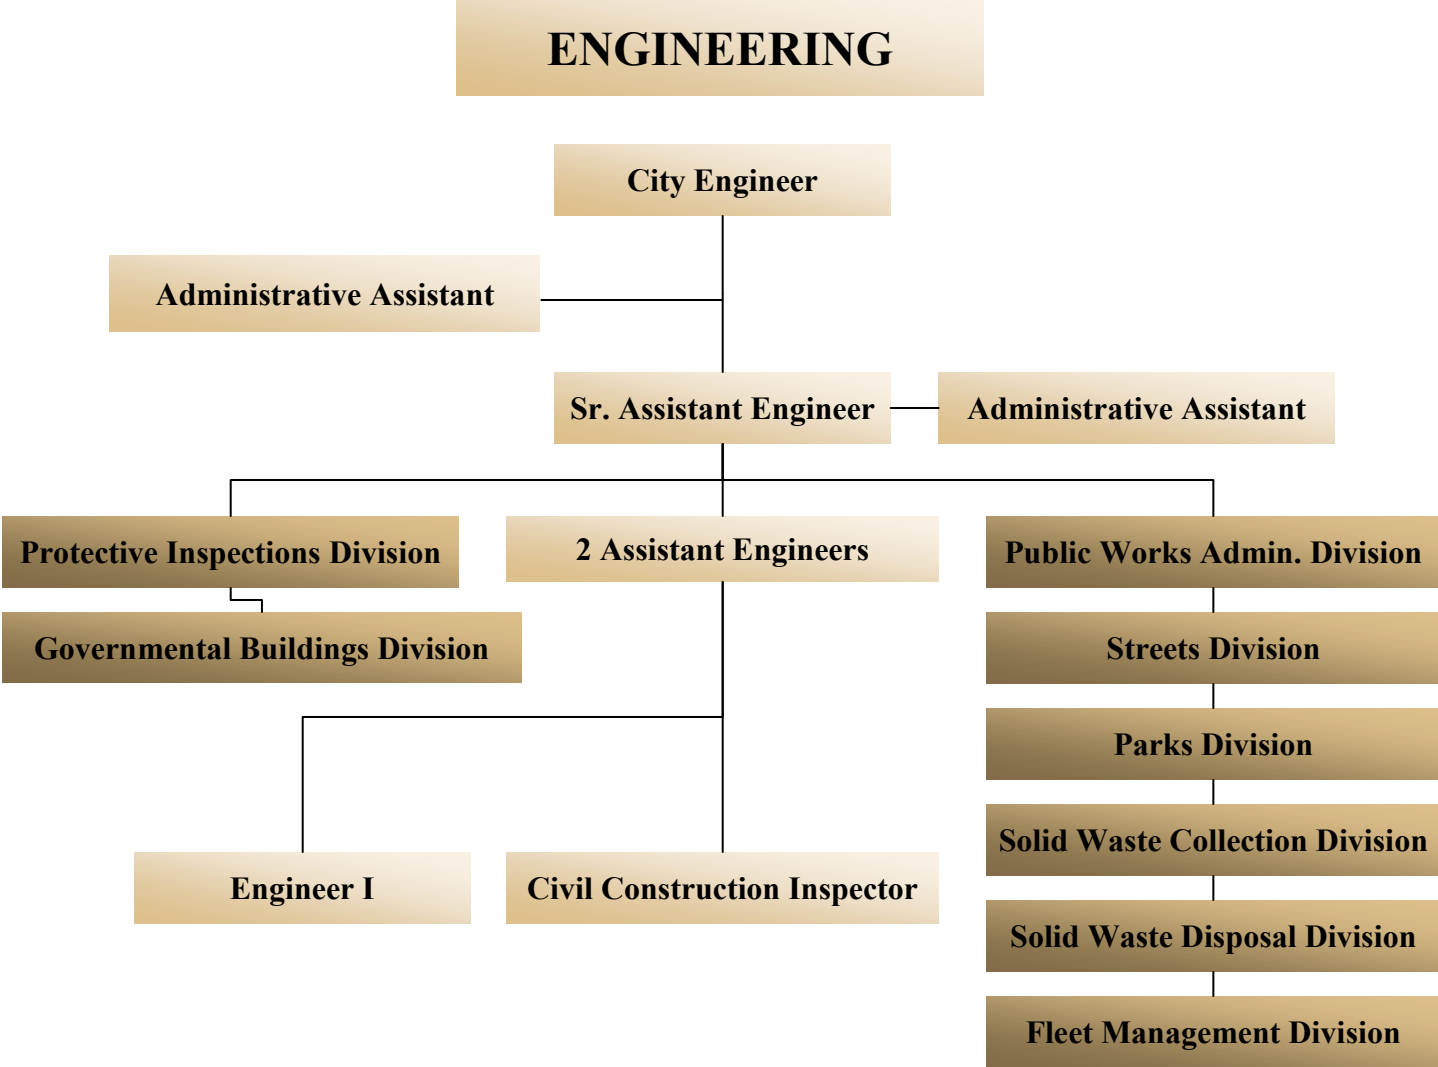 ENGINEERING
City Engineer
Administrative Assistant
Sr. Assistant Engineer
Administrative Assistant
Protective Inspections Division
2 Assistant Engineers
Public Works Admin. Division
Governmental Buildings Division
Streets Division
Parks Division
Solid Waste Collection Division
Engineer I
Civil Construction Inspector
Solid Waste Disposal Division
Fleet Management Division